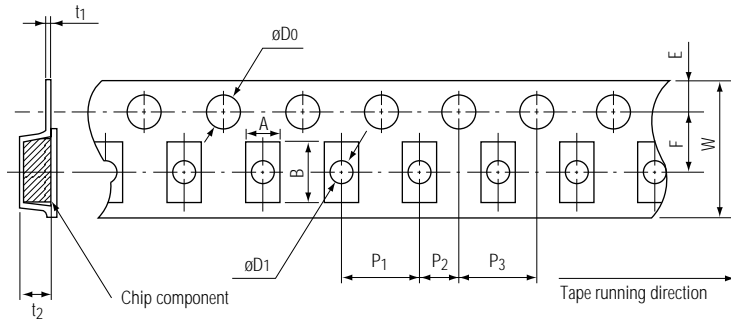 t1
øD0
E
A
F
W
B
øD1
P1
P2
P3
Tape running direction
Chip component
t2